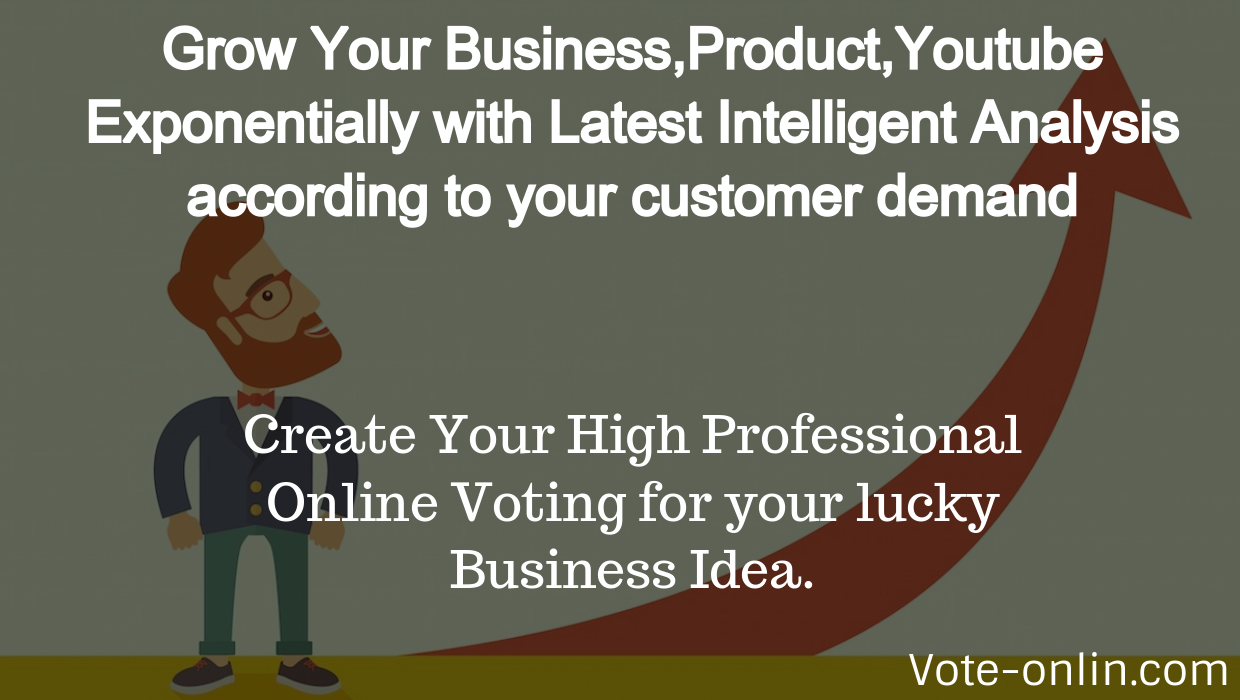 Grow Your Business,Product,Youtube
Exponentially with Latest Intelligent Analysis
according to your customer demand
Create Your High Professional
Online Voting for your lucky
Business Idea.
Vote-onlin.com